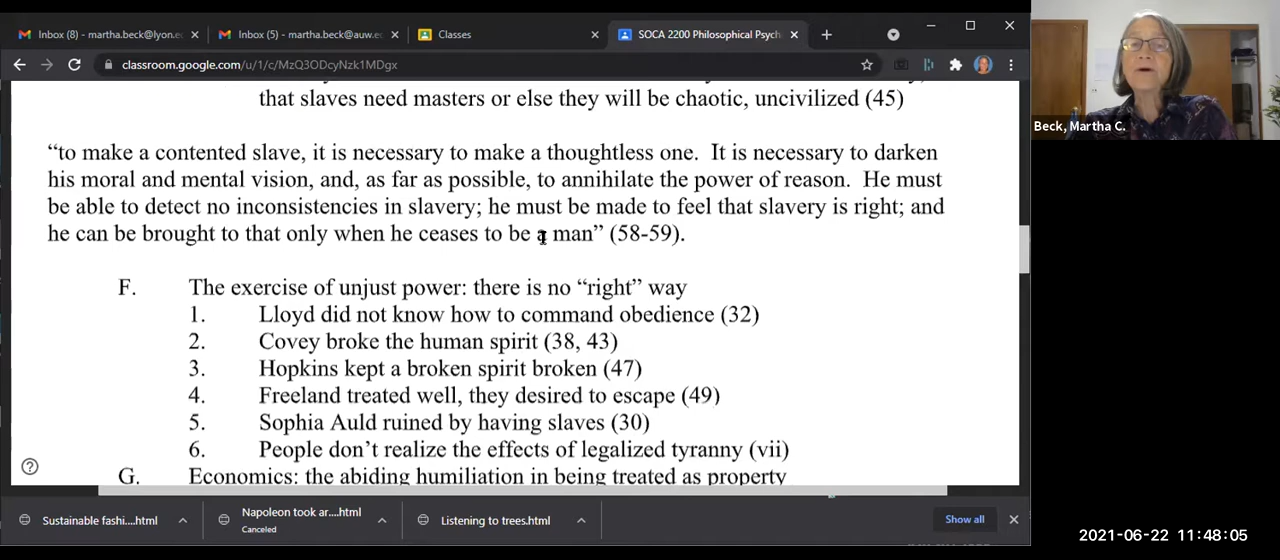 Inbox (8) - martha.beck@lyon.e
Inbox (5) - martha.beck@auw.e
Classes
SOCA 2200 Philosophical Psych
classroom.google.com/u/1/c/MzQ3ODcyNzk1MDgx
that slaves need masters or else they will be chaotic, uncivilized (45)
“to make a contented slave, it is necessary to make a thoughtless one. It is necessary to darken
his moral and mental vision, and, as far as possible, to annihilate the power of reason. He must
be able to detect no inconsistencies in slavery; he must be made to feel that slavery is right; and
he can be brought to that only when he ceases to be a man” (58-59).
F. The exercise of unjust power: there is no “right” way
1. Lloyd did not know how to command obedience (32)
2. Covey broke the human spirit (38, 43)
3. Hopkins kept a broken spirit broken (47)
4. Freeland treated well, they desired to escape (49)
5. Sophia Auld ruined by having slaves (30)
6. People don’t realize the effects of legalized tyranny (vii)
G. Economics: the abiding humiliation in being treated as property
Beck, Martha C.
Sustainable fashi....html
Napoleon took ar....html
Canceled
Listening to trees.html
Show all
2021-06-22 11:48:05